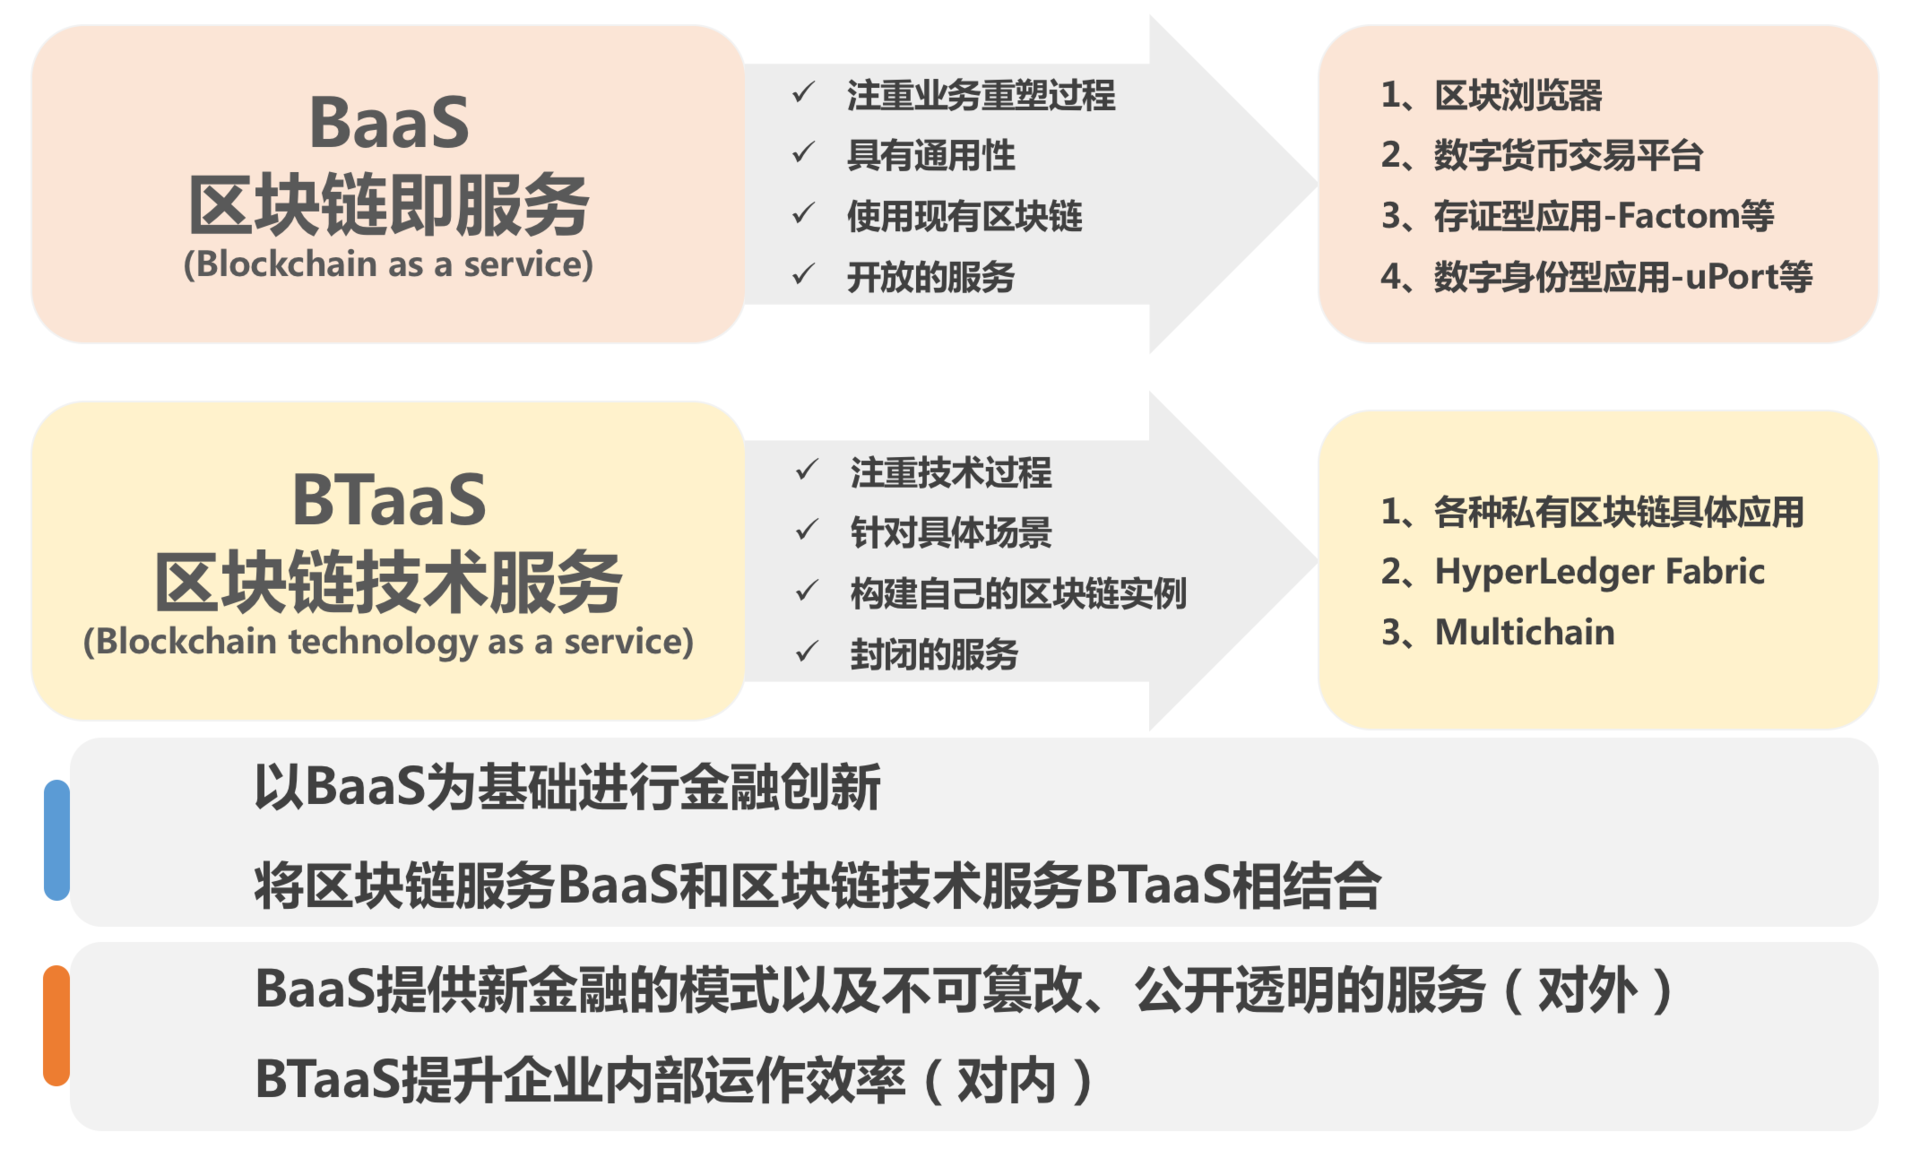 BaaS
区块链即服务
(Blockchain as a service)
✓ 注重业务重塑过程
✓ 具有通用性
✓ 使用现有区块链
✓ 开放的服务
1、区块浏览器
2、数字货币交易平台
3、存证型应用-Factom等
4、数字身份型应用-uPort等
BTaaS
区块链技术服务
(Blockchain technology as a service)
✓ 注重技术过程
✓ 针对具体场景
✓ 构建自己的区块链实例
✓ 封闭的服务
1、各种私有区块链具体应用
2、HyperLedger Fabric
3、Multichain
以BaaS为基础进行金融创新
将区块链服务BaaS和区块链技术服务BTaaS相结合
BaaS提供新金融的模式以及不可篡改、公开透明的服务（对外）
BTaaS提升企业内部运作效率（对内）